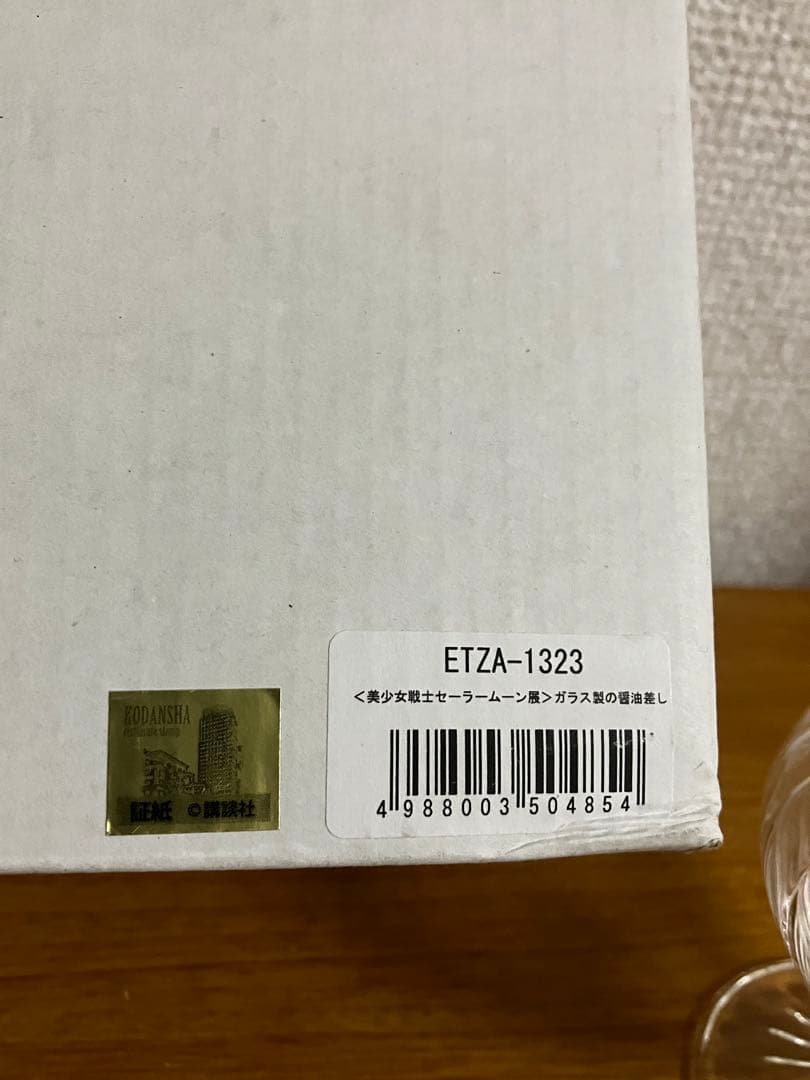 ETZA-1323
<美少女戦士セーラームーン展>ガラス製の醤油差し
4 988003 504854
KODANSHA
証紙 ©講談社